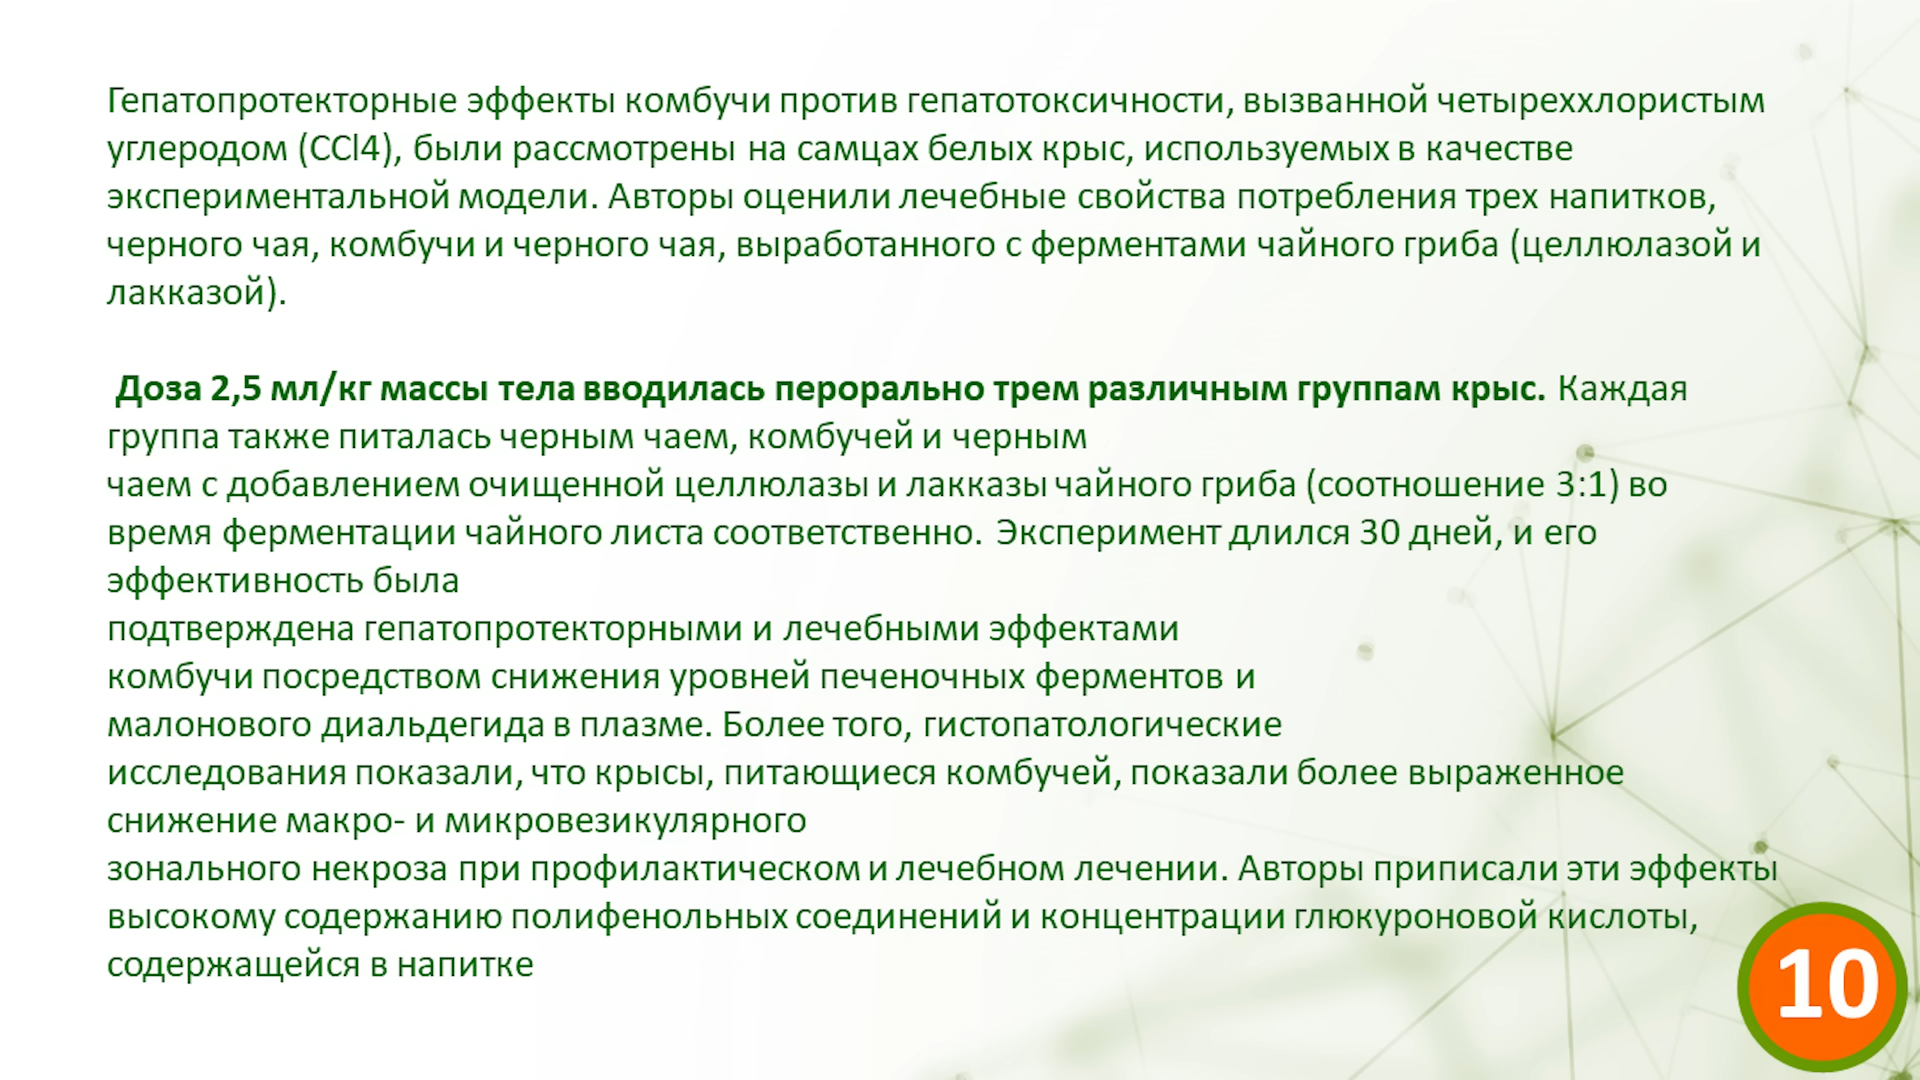 Гепатопротекторные эффекты комбучи против гепатотоксичности, вызванной четыреххлористым
углеродом (CCl4), были рассмотрены на самцах белых крыс, используемых в качестве
экспериментальной модели. Авторы оценили лечебные свойства потребления трех напитков,
черного чая, комбучи и черного чая, выработанного с ферментами чайного гриба (целлюлазой и
лакказой).
Доза 2,5 мл/кг массы тела вводилась перорально трем различным группам крыс. Каждая
группа также питалась черным чаем, комбучей и черным
чаем с добавлением очищенной целлюлазы и лакказы чайного гриба (соотношение 3:1) во
время ферментации чайного листа соответственно. Эксперимент длился 30 дней, и его
эффективность была
подтверждена гепатопротекторными и лечебными эффектами
комбучи посредством снижения уровней печеночных ферментов и
малонового диальдегида в плазме. Более того, гистопатологические
исследования показали, что крысы, питающиеся комбучей, показали более выраженное
снижение макро- и микровезикулярного
зонального некроза при профилактическом и лечебном лечении. Авторы приписали эти эффекты
высокому содержанию полифенольных соединений и концентрации глюкуроновой кислоты,
содержащейся в напитке
10